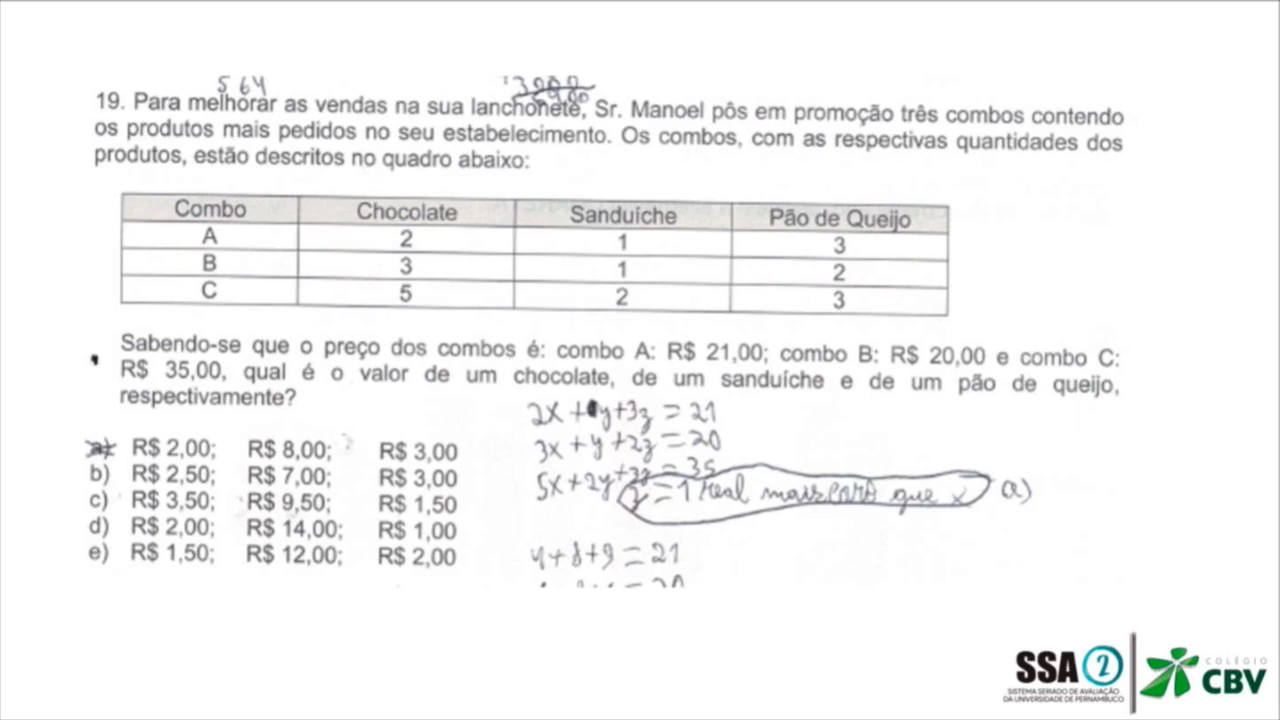 564
3000
19. Para melhorar as vendas na sua lanchonete, Sr. Manoel pôs em promoção três combos contendo
os produtos mais pedidos no seu estabelecimento. Os combos, com as respectivas quantidades dos
produtos, estão descritos no quadro abaixo:
Combo Chocolate Sanduíche Pão de Queijo
A 2 1 3
B 3 1 2
C 5 2 3
Sabendo-se que o preço dos combos é: combo A: R$ 21,00; combo B: R$ 20,00 e combo C:
R$ 35,00, qual é o valor de um chocolate, de um sanduíche e de um pão de queijo,
respectivamente?
2x + y+3z = 21
3x + y + 2z = 20
5x + 2y + 3z = 35
z = 1 real mais caro que x a)
a) R$ 2,00; R$ 8,00; R$ 3,00
b) R$ 2,50; R$ 7,00; R$ 3,00
c) R$ 3,50; R$ 9,50; R$ 1,50
d) R$ 2,00; R$ 14,00; R$ 1,00
e) R$ 1,50; R$ 12,00; R$ 2,00
4+8+9 = 21
SSA 2
SISTEMA SERIADO DE AVALIAÇÃO
DA UNIVERSIDADE DE PERNAMBUCO
COLÉGIO
CBV